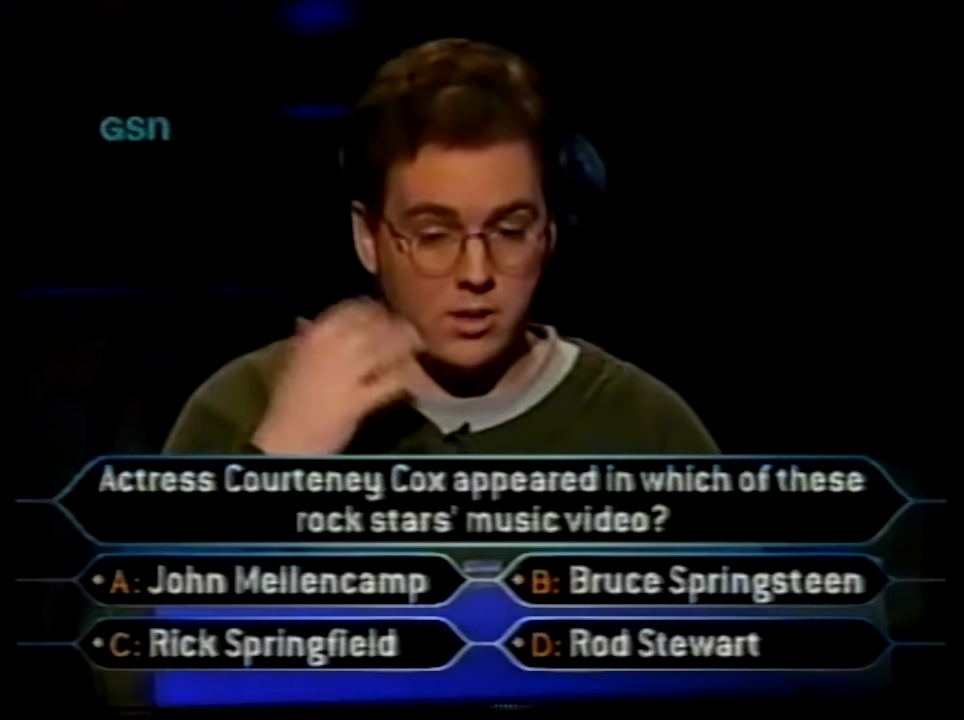 GSN
Actress Courteney Cox appeared in which of these
rock stars' music video?
A: John Mellencamp
B: Bruce Springsteen
C: Rick Springfield
D: Rod Stewart